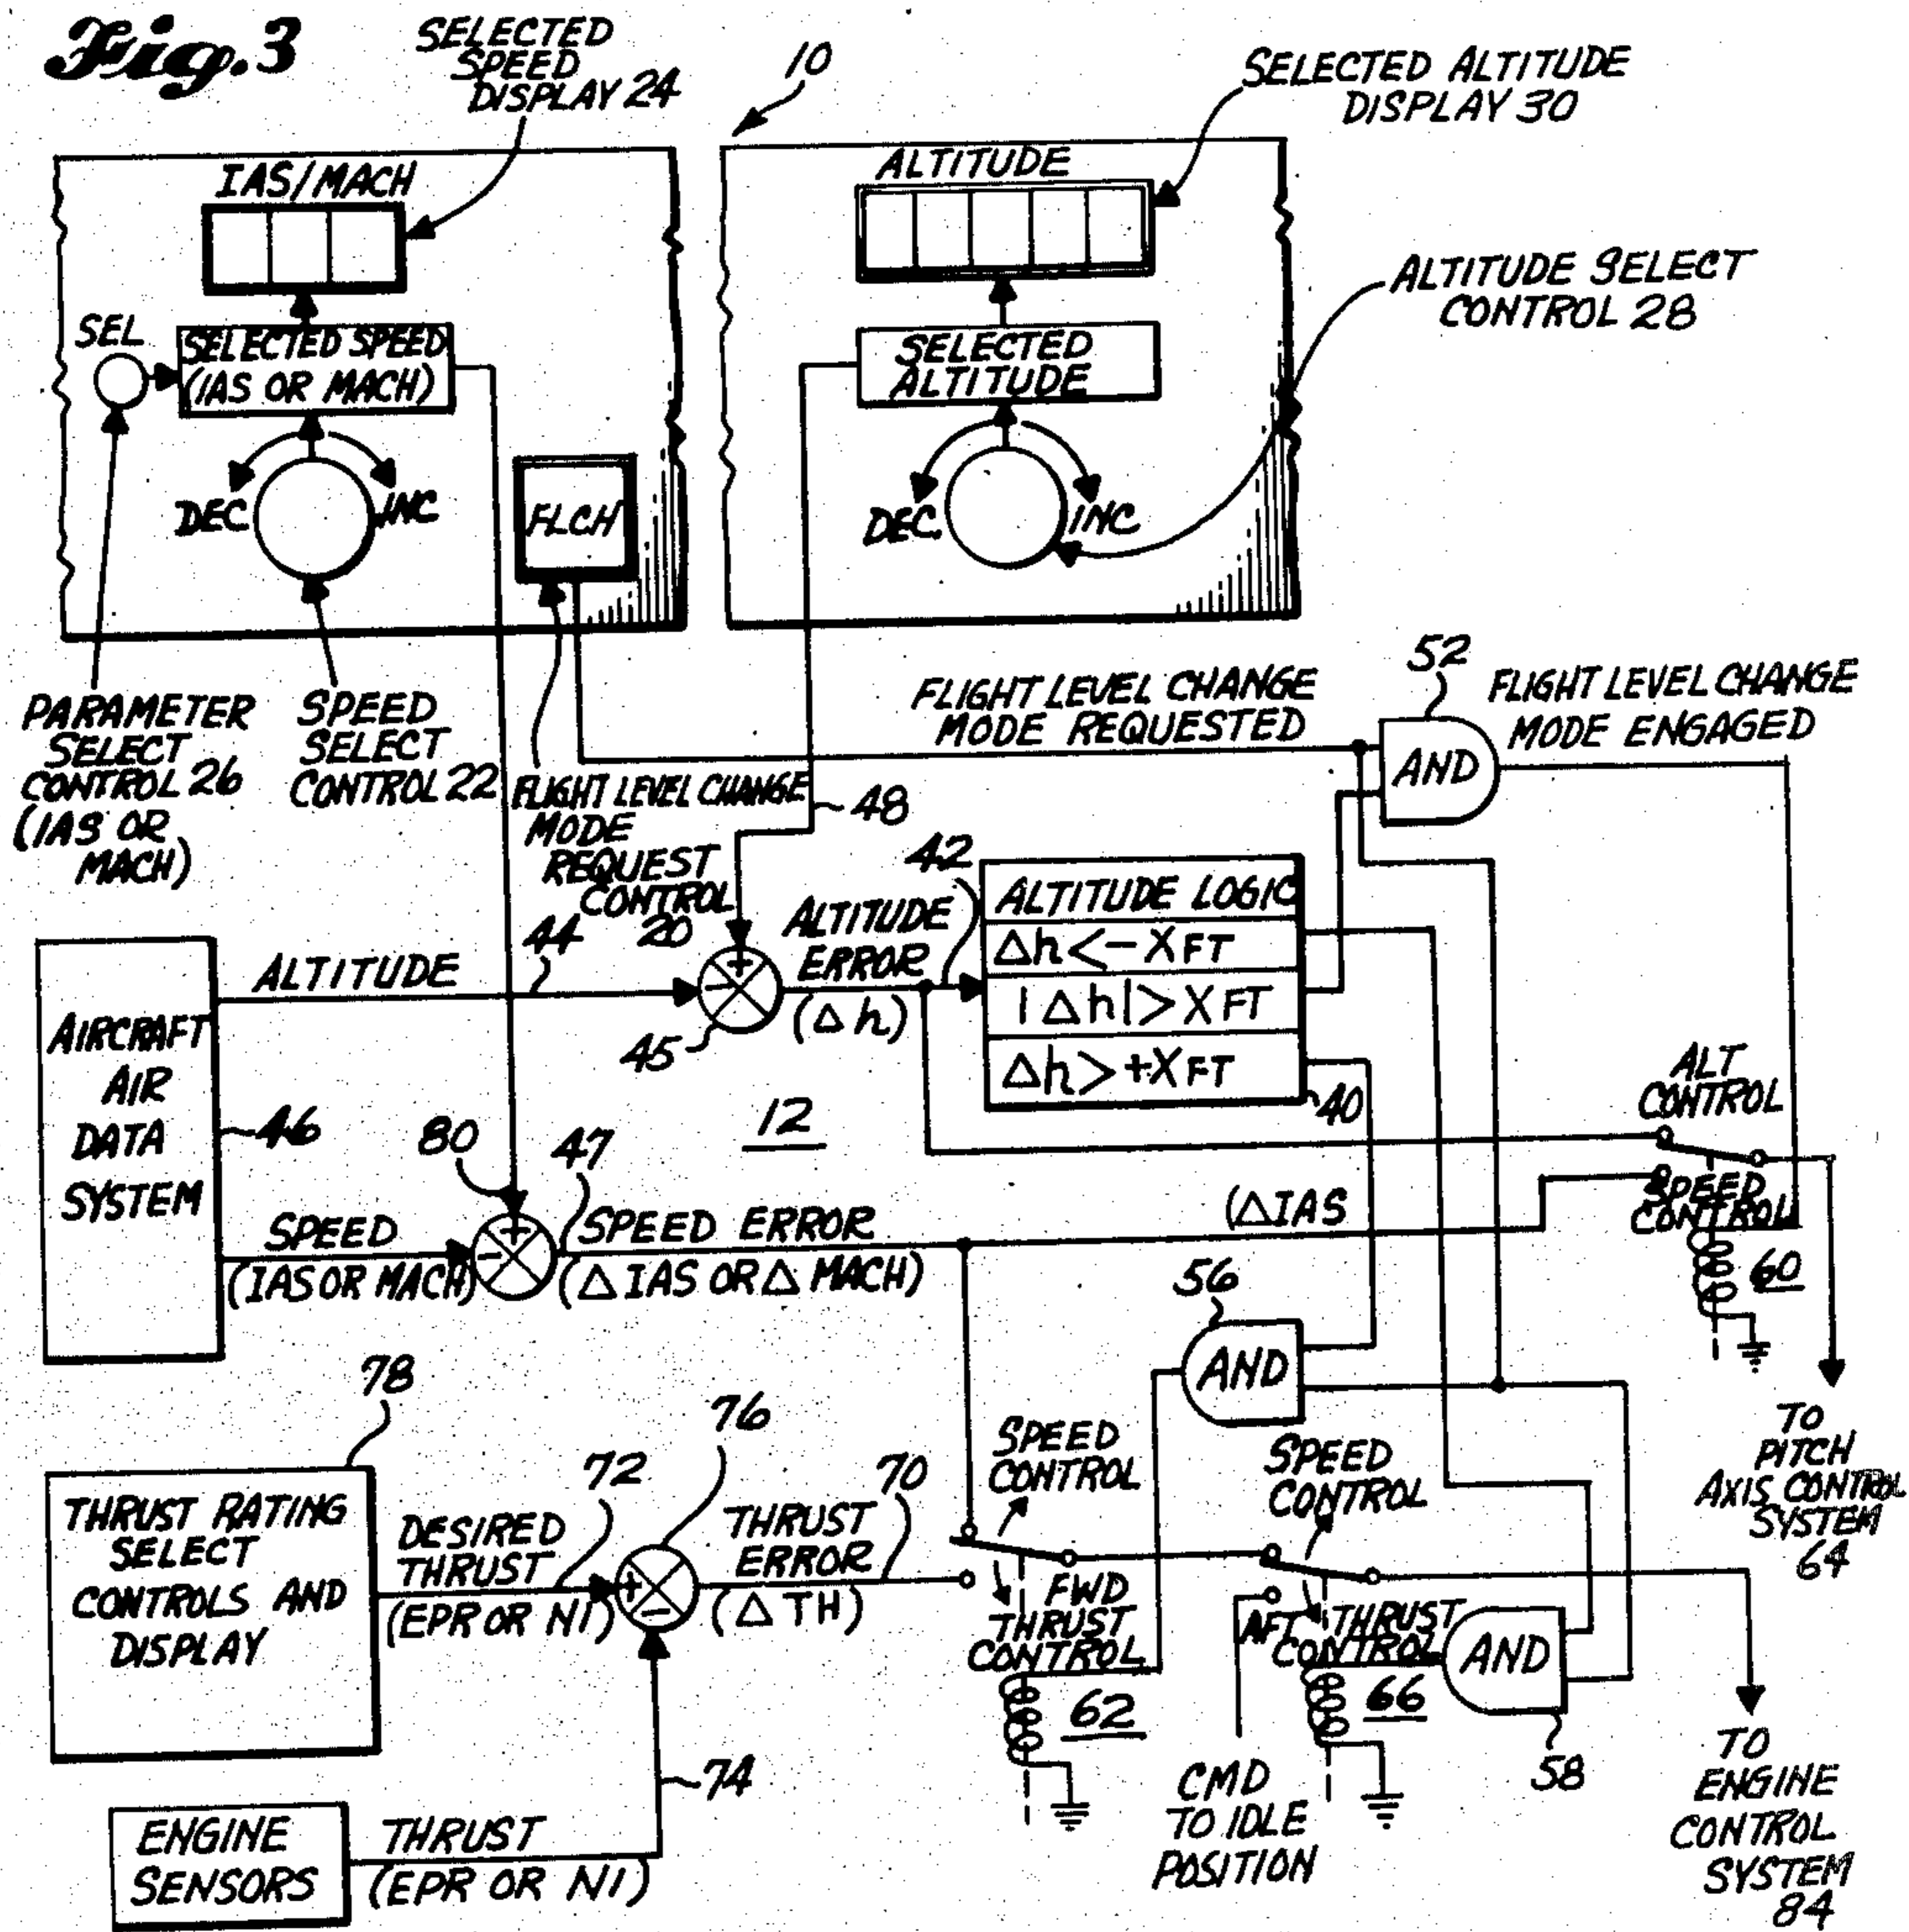 Fig. 3
SELECTED
SPEED
DISPLAY 24
10
SELECTED ALTITUDE
DISPLAY 30
IAS/MACH
ALTITUDE
ALTITUDE SELECT
CONTROL 28
SEL
SELECTED SPEED
(IAS OR MACH)
SELECTED
ALTITUDE
DEC.
INC
FLCH
DEC.
INC
PARAMETER
SELECT
CONTROL 26
(IAS OR
MACH)
SPEED
SELECT
CONTROL 22
FLIGHT LEVEL CHANGE
MODE
REQUEST
CONTROL
20
FLIGHT LEVEL CHANGE
MODE REQUESTED
52
AND
FLIGHT LEVEL CHANGE
MODE ENGAGED
48
42
ALTITUDE LOGIC
Δh<-XFT
|Δh|>XFT
Δh>+XFT
40
AIRCRAFT
AIR
DATA
SYSTEM
46
ALTITUDE
44
+
-
45
ALTITUDE
ERROR
(Δh)
12
80
47
SPEED
(IAS OR MACH)
+
-
SPEED ERROR
(Δ IAS OR Δ MACH)
(ΔIAS
ALT
CONTROL
SPEED
CONTROL
60
56
AND
TO
PITCH
AXIS CONTROL
SYSTEM
64
78
THRUST RATING
SELECT
CONTROLS AND
DISPLAY
DESIRED
THRUST
(EPR OR N1)
72
76
+
-
THRUST
ERROR
(ΔTH)
70
SPEED
CONTROL
FWD
THRUST
CONTROL
62
SPEED
CONTROL
AFT
THRUST
CONTROL
66
AND
58
CMD
TO IDLE
POSITION
TO
ENGINE
CONTROL
SYSTEM
84
74
ENGINE
SENSORS
THRUST
(EPR OR N1)